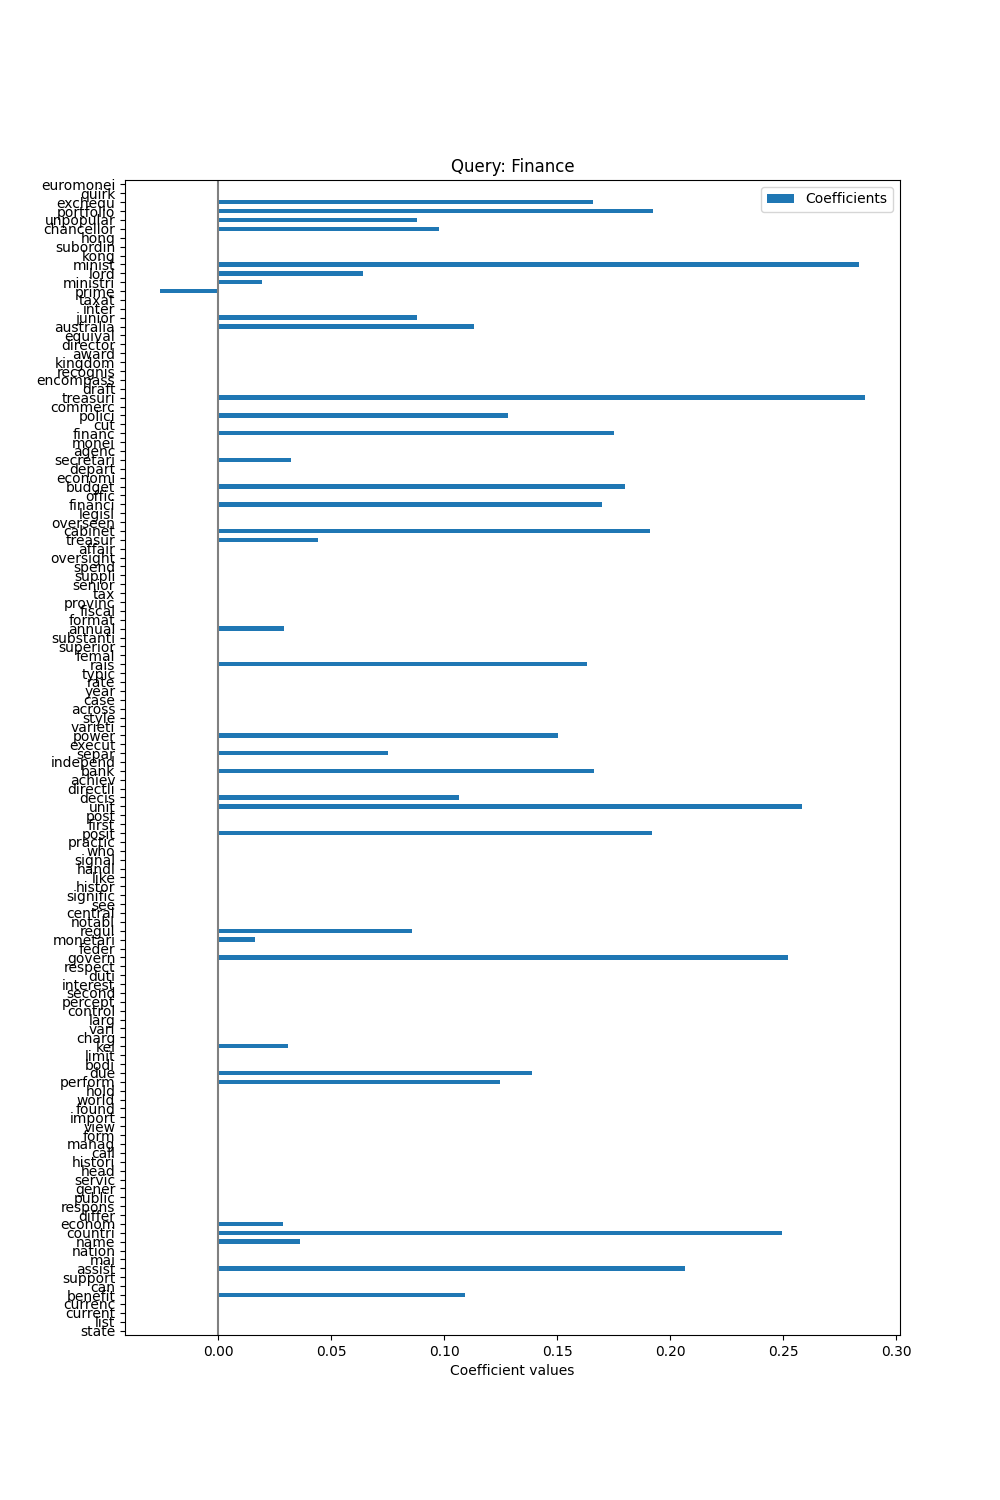 Query: Finance
Coefficients
euromonei
quirk
exchequ
portfolio
unpopular
chancellor
hong
subordin
kong
minist
lord
ministri
prime
taxat
inter
junior
australia
equival
director
award
kingdom
recognis
encompass
draft
treasuri
commerc
polici
cut
financ
monei
agenc
secretari
depart
economi
budget
offic
financi
legisl
overseen
cabinet
treasur
affair
oversight
spend
suppli
senior
tax
provinc
fiscal
format
annual
substanti
superior
femal
rais
typic
rate
year
case
across
style
varieti
power
execut
separ
independ
bank
achiev
directli
decis
unit
post
first
posit
practic
who
signal
handl
like
histor
signific
see
central
notabl
regul
monetari
feder
govern
respect
duti
interest
second
percept
control
larg
vari
charg
kei
limit
bodi
due
perform
hold
world
found
import
view
form
manag
call
histori
head
servic
gener
public
respons
differ
econom
countri
name
nation
mai
assist
support
can
benefit
currenc
current
list
state
0.00 0.05 0.10 0.15 0.20 0.25 0.30
Coefficient values